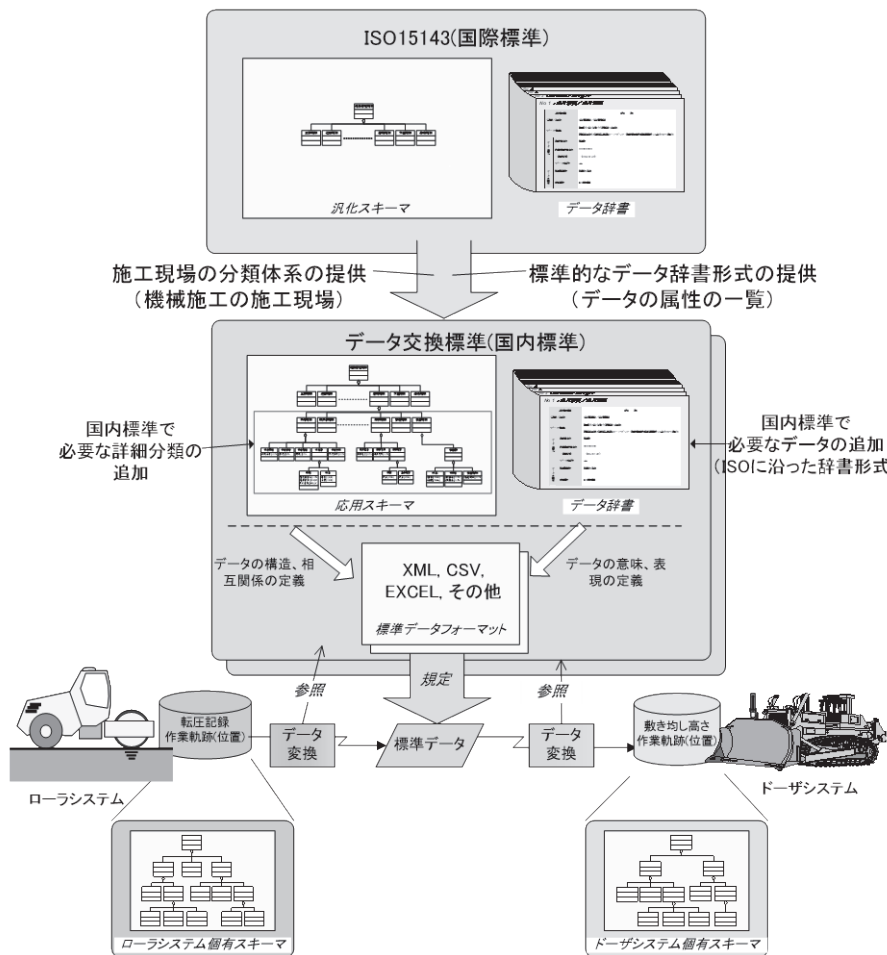 ISO15143(国際標準)
汎化スキーマ
データ辞書
施工現場の分類体系の提供
(機械施工の施工現場)
標準的なデータ辞書形式の提供
(データの属性の一覧)
データ交換標準(国内標準)
国内標準で
必要な詳細分類の
追加
国内標準で
必要なデータの追加
(ISOに沿った辞書形式
応用スキーマ
データ辞書
データの構造、相
互関係の定義
XML, CSV,
EXCEL, その他
標準データフォーマット
データの意味、表
現の定義
参照
規定
参照
転圧記録
作業軌跡(位置)
データ
変換
標準データ
データ
変換
敷き均し高さ
作業軌跡(位置)
ローラシステム
ドーザシステム
ローラシステム個有スキーマ
ドーザシステム個有スキーマ